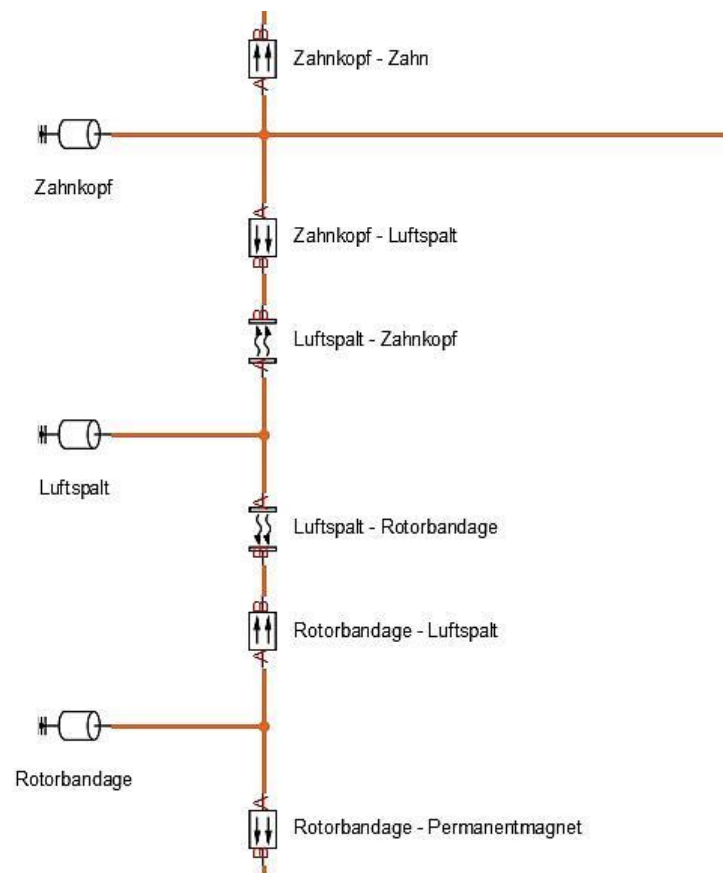 B
Zahnkopf - Zahn
A
Zahnkopf
A
Zahnkopf - Luftspalt
B
B
Luftspalt - Zahnkopf
A
Luftspalt
A
Luftspalt - Rotorbandage
B
B
Rotorbandage - Luftspalt
A
Rotorbandage
A
Rotorbandage - Permanentmagnet
B